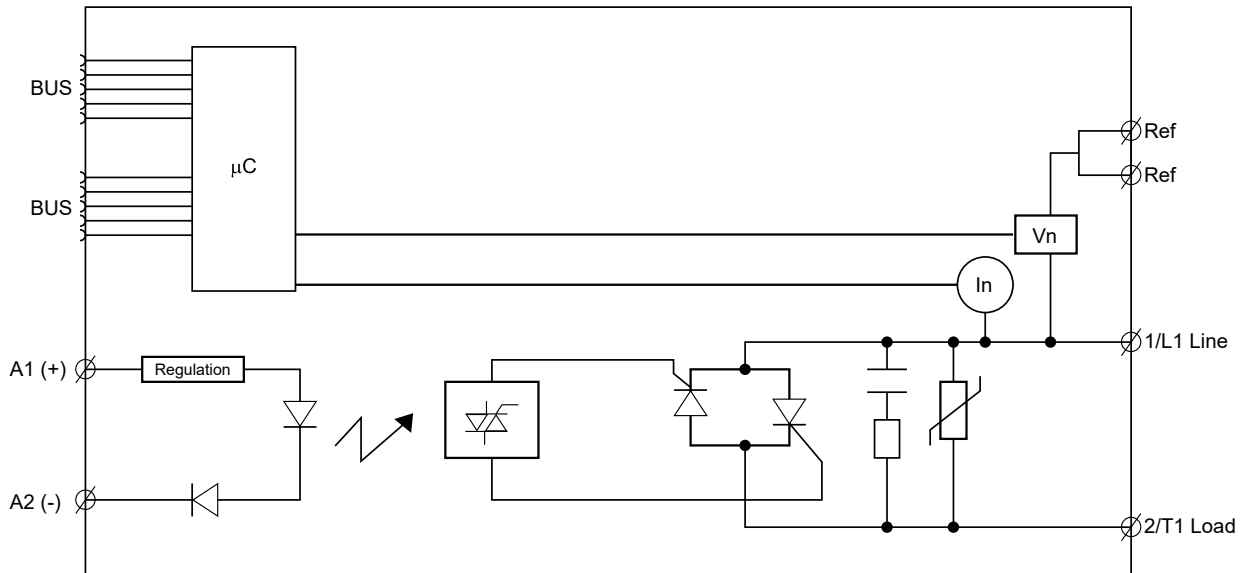 BUS
μC
Ref
Ref
BUS
Vn
In
1/L1 Line
A1 (+)
Regulation
A2 (-)
2/T1 Load